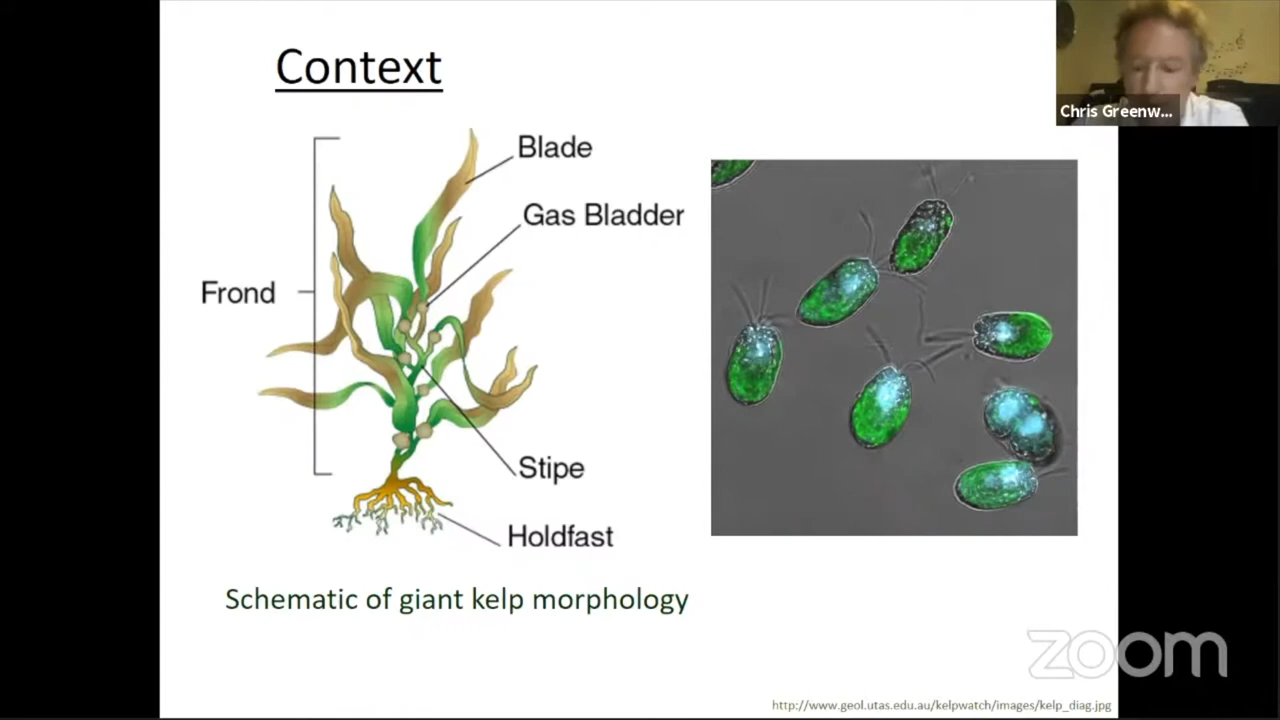 Context
Blade
Gas Bladder
Frond
Stipe
Holdfast
Schematic of giant kelp morphology
Chris Greenw...
zoom
http://www.geol.utas.edu.au/kelpwatch/images/kelp_diag.jpg